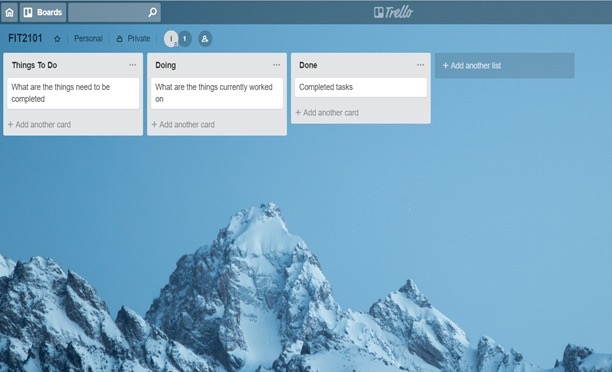 Boards
Trello
FIT2101
Personal
Private
Things To Do
What are the things need to be
completed
+ Add another card
Doing
What are the things currently worked
on
+ Add another card
Done
Completed tasks
+ Add another card
+ Add another list